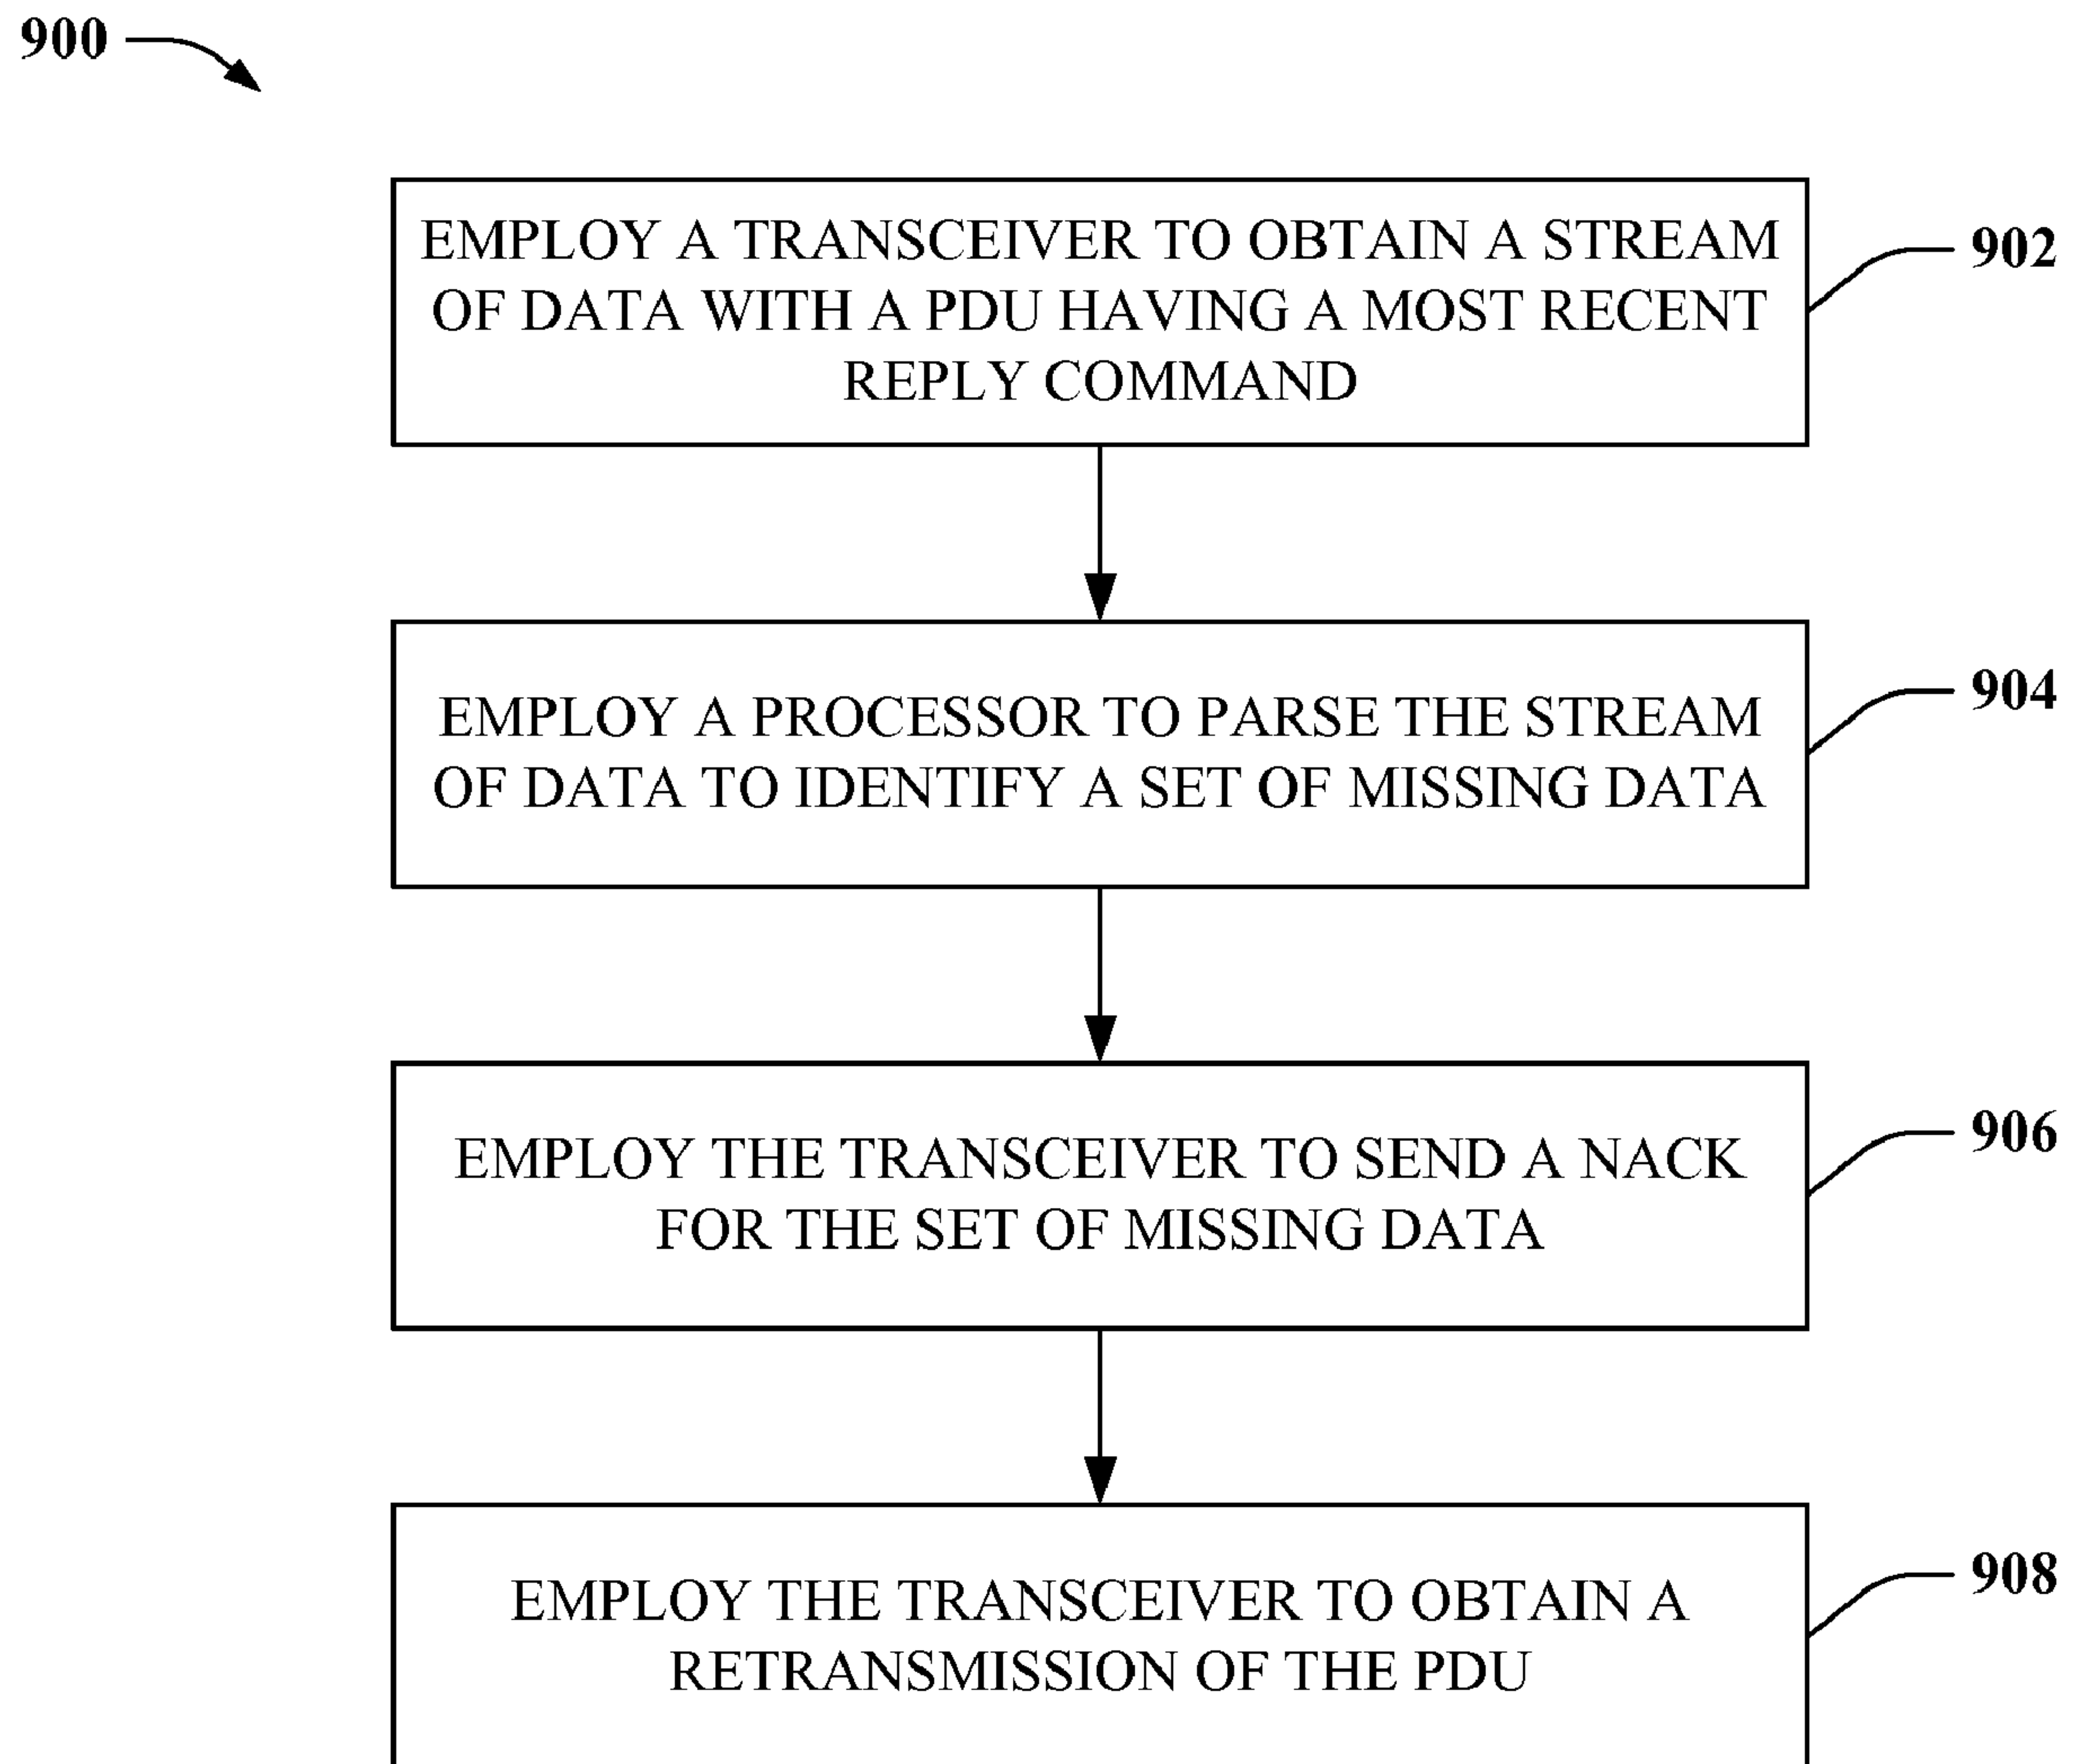 900
EMPLOY A TRANSCEIVER TO OBTAIN A STREAM
OF DATA WITH A PDU HAVING A MOST RECENT
REPLY COMMAND
902
EMPLOY A PROCESSOR TO PARSE THE STREAM
OF DATA TO IDENTIFY A SET OF MISSING DATA
904
EMPLOY THE TRANSCEIVER TO SEND A NACK
FOR THE SET OF MISSING DATA
906
EMPLOY THE TRANSCEIVER TO OBTAIN A
RETRANSMISSION OF THE PDU
908